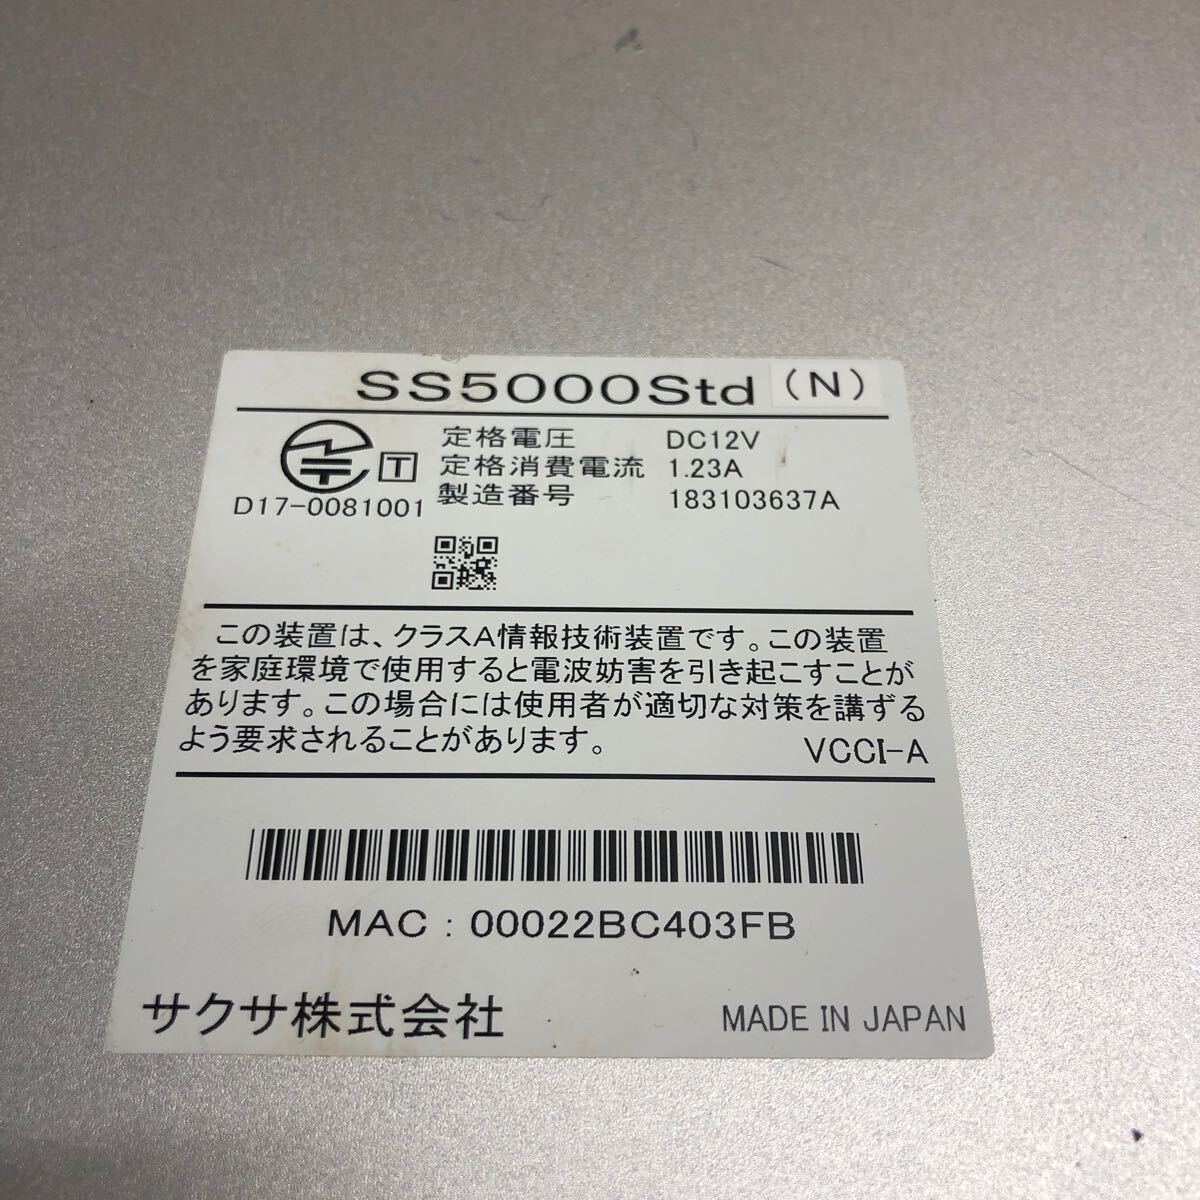 SS5000Std (N)
定格電圧 DC12V
定格消費電流 1.23A
製造番号 183103637A
T
D17-0081001
この装置は、クラスA情報技術装置です。この装置
を家庭環境で使用すると電波妨害を引き起こすことが
あります。この場合には使用者が適切な対策を講ずる
よう要求されることがあります。 VCCI-A
MAC : 00022BC403FB
サクサ株式会社 MADE IN JAPAN